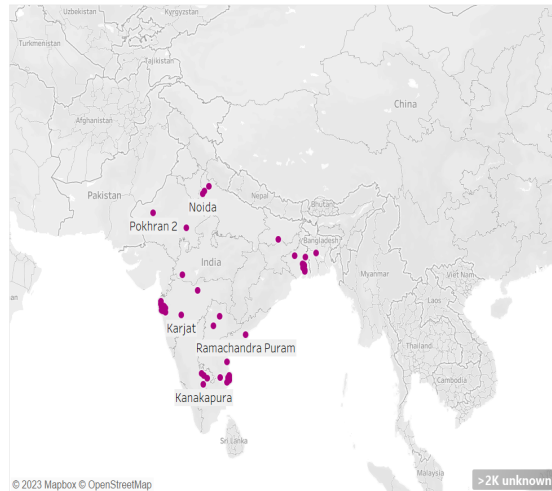 Uzbekistan
Kyrgyzstan
Turkmenistan
Tajikistan
China
Afghanistan
Pakistan
Noida
Nepal
Bhutan
Pokhran 2
Bangladesh
India
Myanmar
Viet Nam
Laos
Karjat
Ramachandra Puram
Thailand
Cambodia
Kanakapura
Sri Lanka
Malaysia
© 2023 Mapbox © OpenStreetMap
>2K unknown